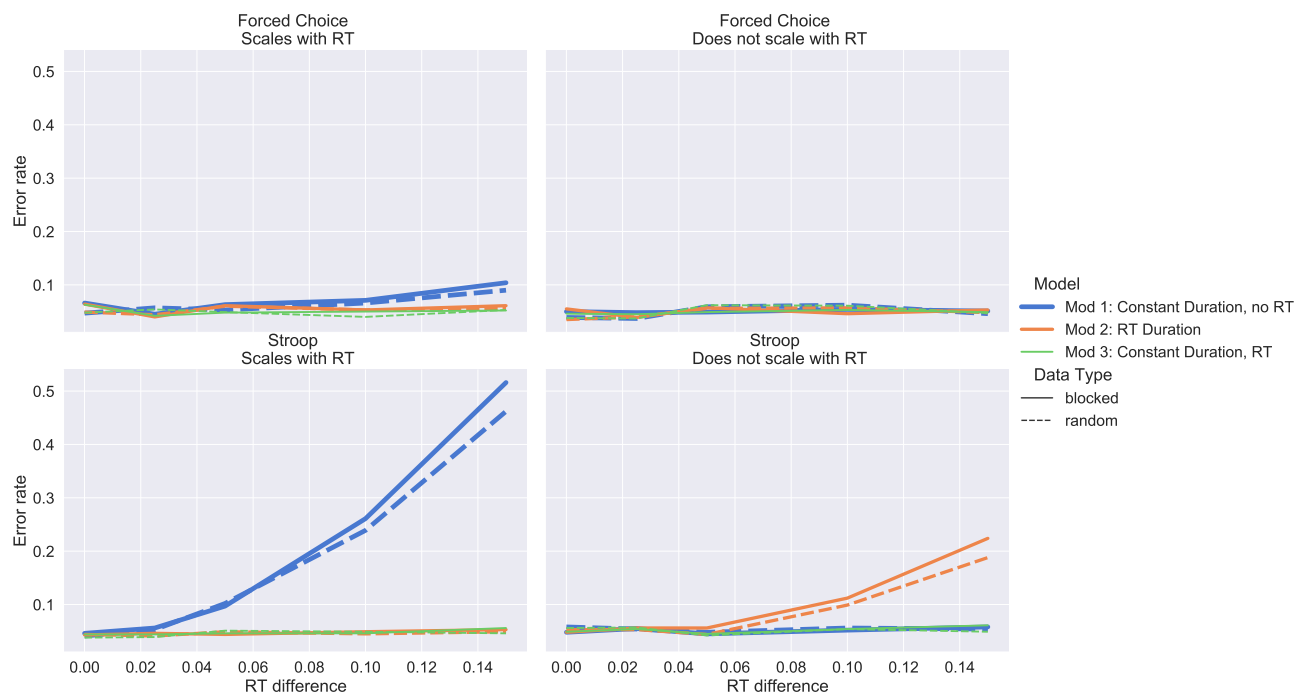 Forced Choice
Scales with RT
Forced Choice
Does not scale with RT
0.5
0.4
0.3
0.2
0.1
Error rate
Stroop
Scales with RT
Stroop
Does not scale with RT
0.5
0.4
0.3
0.2
0.1
Error rate
0.00 0.02 0.04 0.06 0.08 0.10 0.12 0.14
RT difference
0.00 0.02 0.04 0.06 0.08 0.10 0.12 0.14
RT difference
Model
Mod 1: Constant Duration, no RT
Mod 2: RT Duration
Mod 3: Constant Duration, RT
Data Type
blocked
random